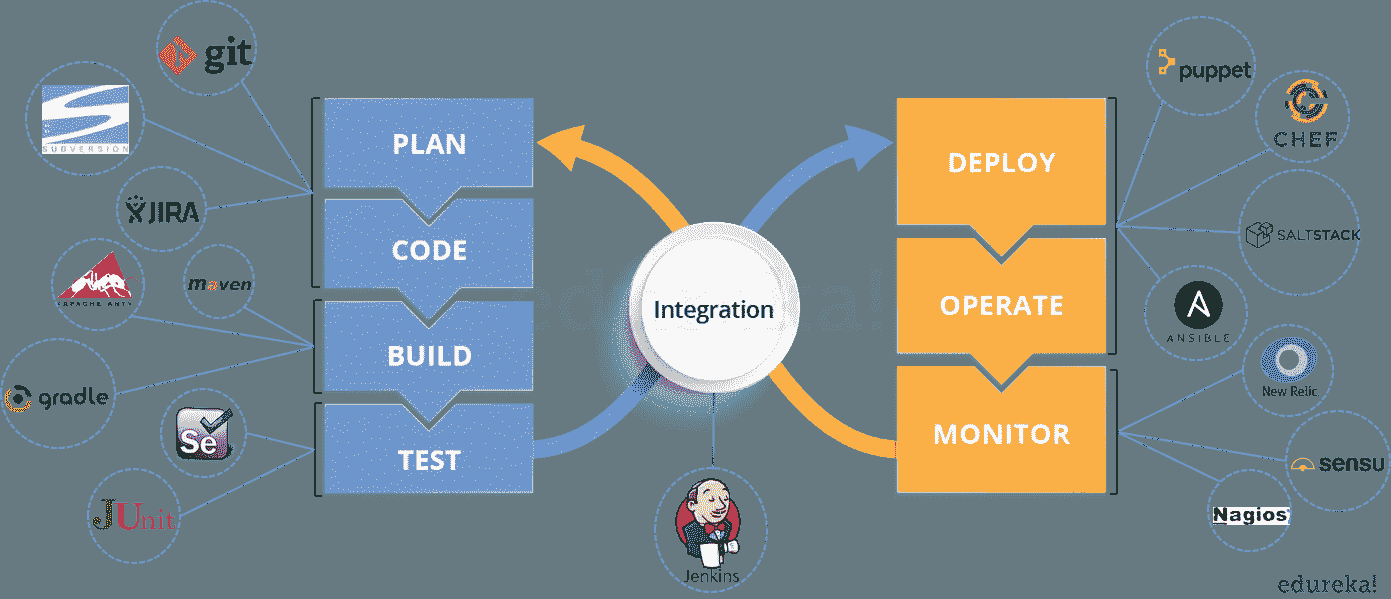 git
SUBVERSION
JIRA
APACHE ANT
maven
gradle
Se
JUnit
PLAN
CODE
BUILD
TEST
Integration
Jenkins
DEPLOY
OPERATE
MONITOR
puppet
CHEF
SALTSTACK
ANSIBLE
New Relic
sensu
Nagios
edureka!